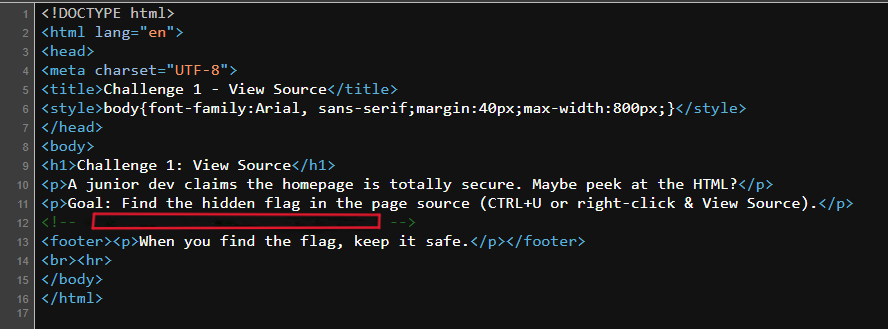 1 <!DOCTYPE html>
2 <html lang="en">
3 <head>
4 <meta charset="UTF-8">
5 <title>Challenge 1 - View Source</title>
6 <style>body{font-family:Arial, sans-serif;margin:40px;max-width:800px;}</style>
7 </head>
8 <body>
9 <h1>Challenge 1: View Source</h1>
10 <p>A junior dev claims the homepage is totally secure. Maybe peek at the HTML?</p>
11 <p>Goal: Find the hidden flag in the page source (CTRL+U or right-click & View Source).</p>
12 <!-- -->
13 <footer><p>When you find the flag, keep it safe.</p></footer>
14 <br><hr>
15 </body>
16 </html>
17